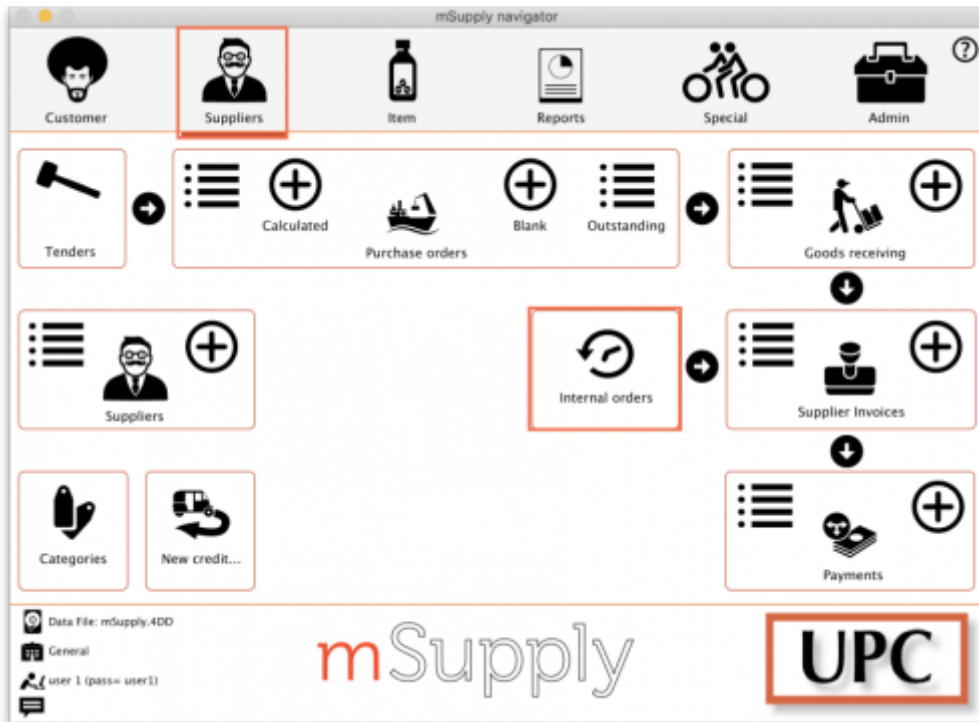 mSupply navigator
Customer
Suppliers
Item
Reports
Special
Admin
?
Tenders
Calculated
Purchase orders
Blank
Outstanding
Goods receiving
Suppliers
Internal orders
Supplier Invoices
Categories
New credit...
Payments
Data File: mSupply.4DD
General
user 1 (pass= user1)
mSupply
UPC